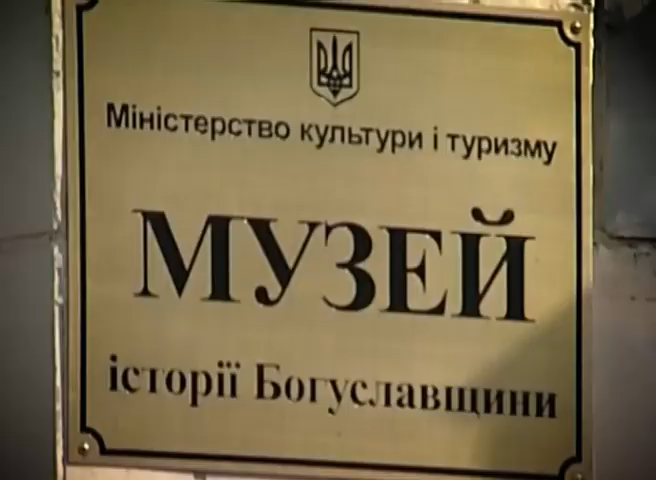 Міністерство культури і туризму
МУЗЕЙ
історії Богуславщини